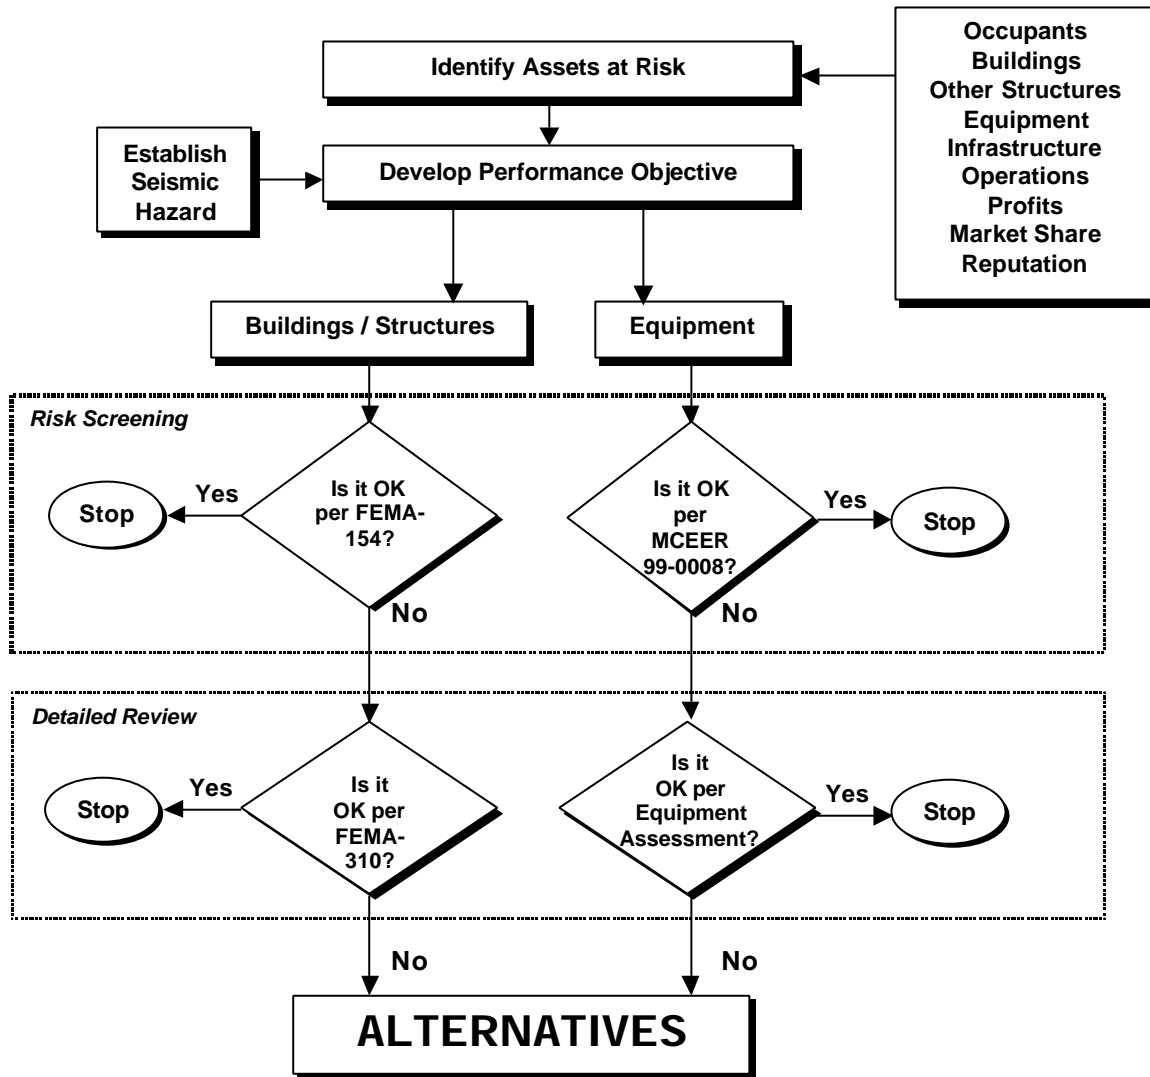 Identify Assets at Risk
Occupants
Buildings
Other Structures
Equipment
Infrastructure
Operations
Profits
Market Share
Reputation
Establish
Seismic
Hazard
Develop Performance Objective
Buildings / Structures
Equipment
Risk Screening
Stop
Yes
Is it OK
per FEMA-
154?
No
Is it OK
per
MCEER
99-0008?
Yes
Stop
No
Detailed Review
Stop
Yes
Is it
OK per
FEMA-
310?
No
Is it
OK per
Equipment
Assessment?
Yes
Stop
No
ALTERNATIVES